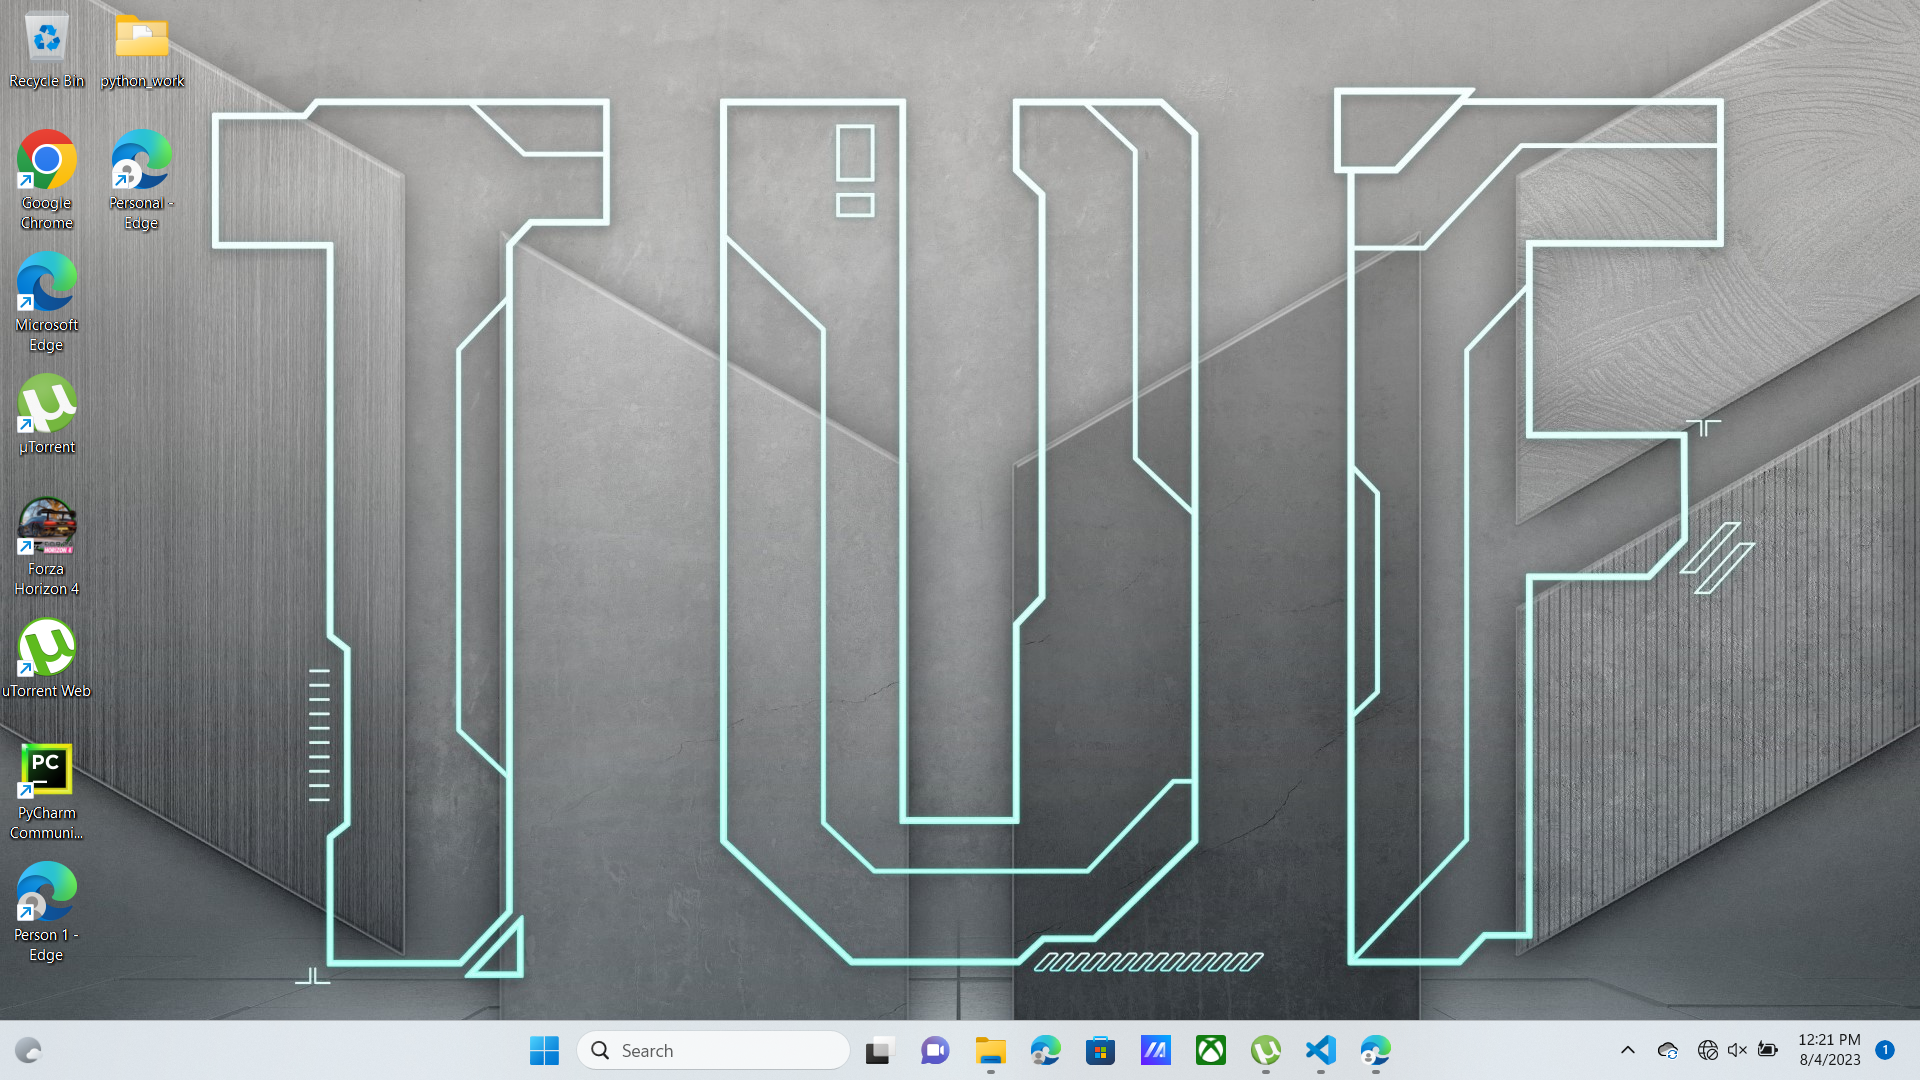 Recycle Bin
python_work
Google
Chrome
Personal -
Edge
Microsoft
Edge
µTorrent
Forza
Horizon 4
uTorrent Web
PC
PyCharm
Communi...
Person 1 -
Edge
TUF
Search
12:21 PM
8/4/2023
1